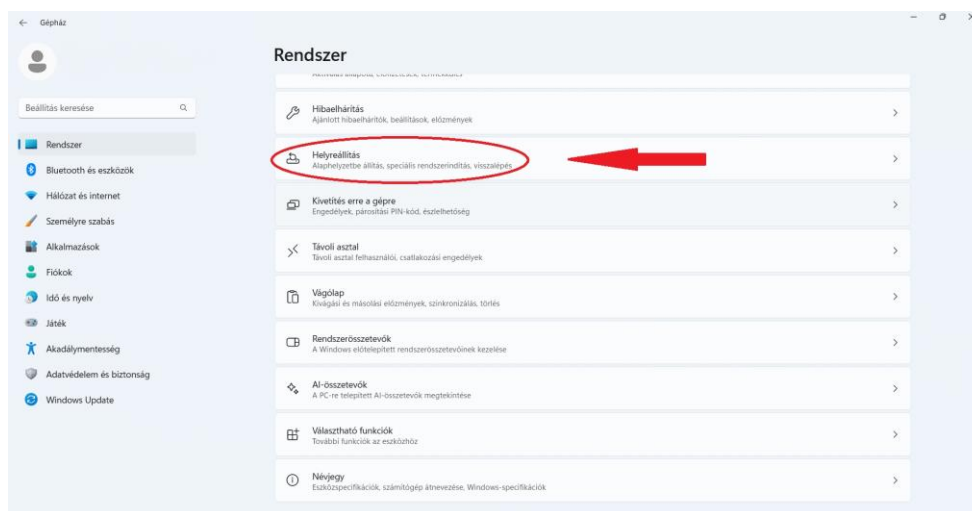 Gépház
Rendszer
Beállítás keresése
Rendszer
Bluetooth és eszközök
Hálózat és internet
Személyre szabás
Alkalmazások
Fiókok
Idő és nyelv
Játék
Akadálymentesség
Adatvédelem és biztonság
Windows Update
Hibaelhárítás
Ajánlott hibaelhárítók, beállítások, előzmények
Helyreállítás
Alaphelyzetbe állítás, speciális rendszerindítás, visszalépés
Kivetítés erre a gépre
Engedélyek, párosítási PIN-kód, észlelhetőség
Távoli asztal
Távoli asztal felhasználói, csatlakozási engedélyek
Vágólap
Kivágási és másolási előzmények, szinkronizálás, törlés
Rendszerösszetevők
A Windows előtelepített rendszerösszetevőinek kezelése
AI-összetevők
A PC-re telepített AI-összetevők megtekintése
Választható funkciók
További funkciók az eszközhöz
Névjegy
Eszközspecifikációk, számítógép átnevezése, Windows-specifikációk